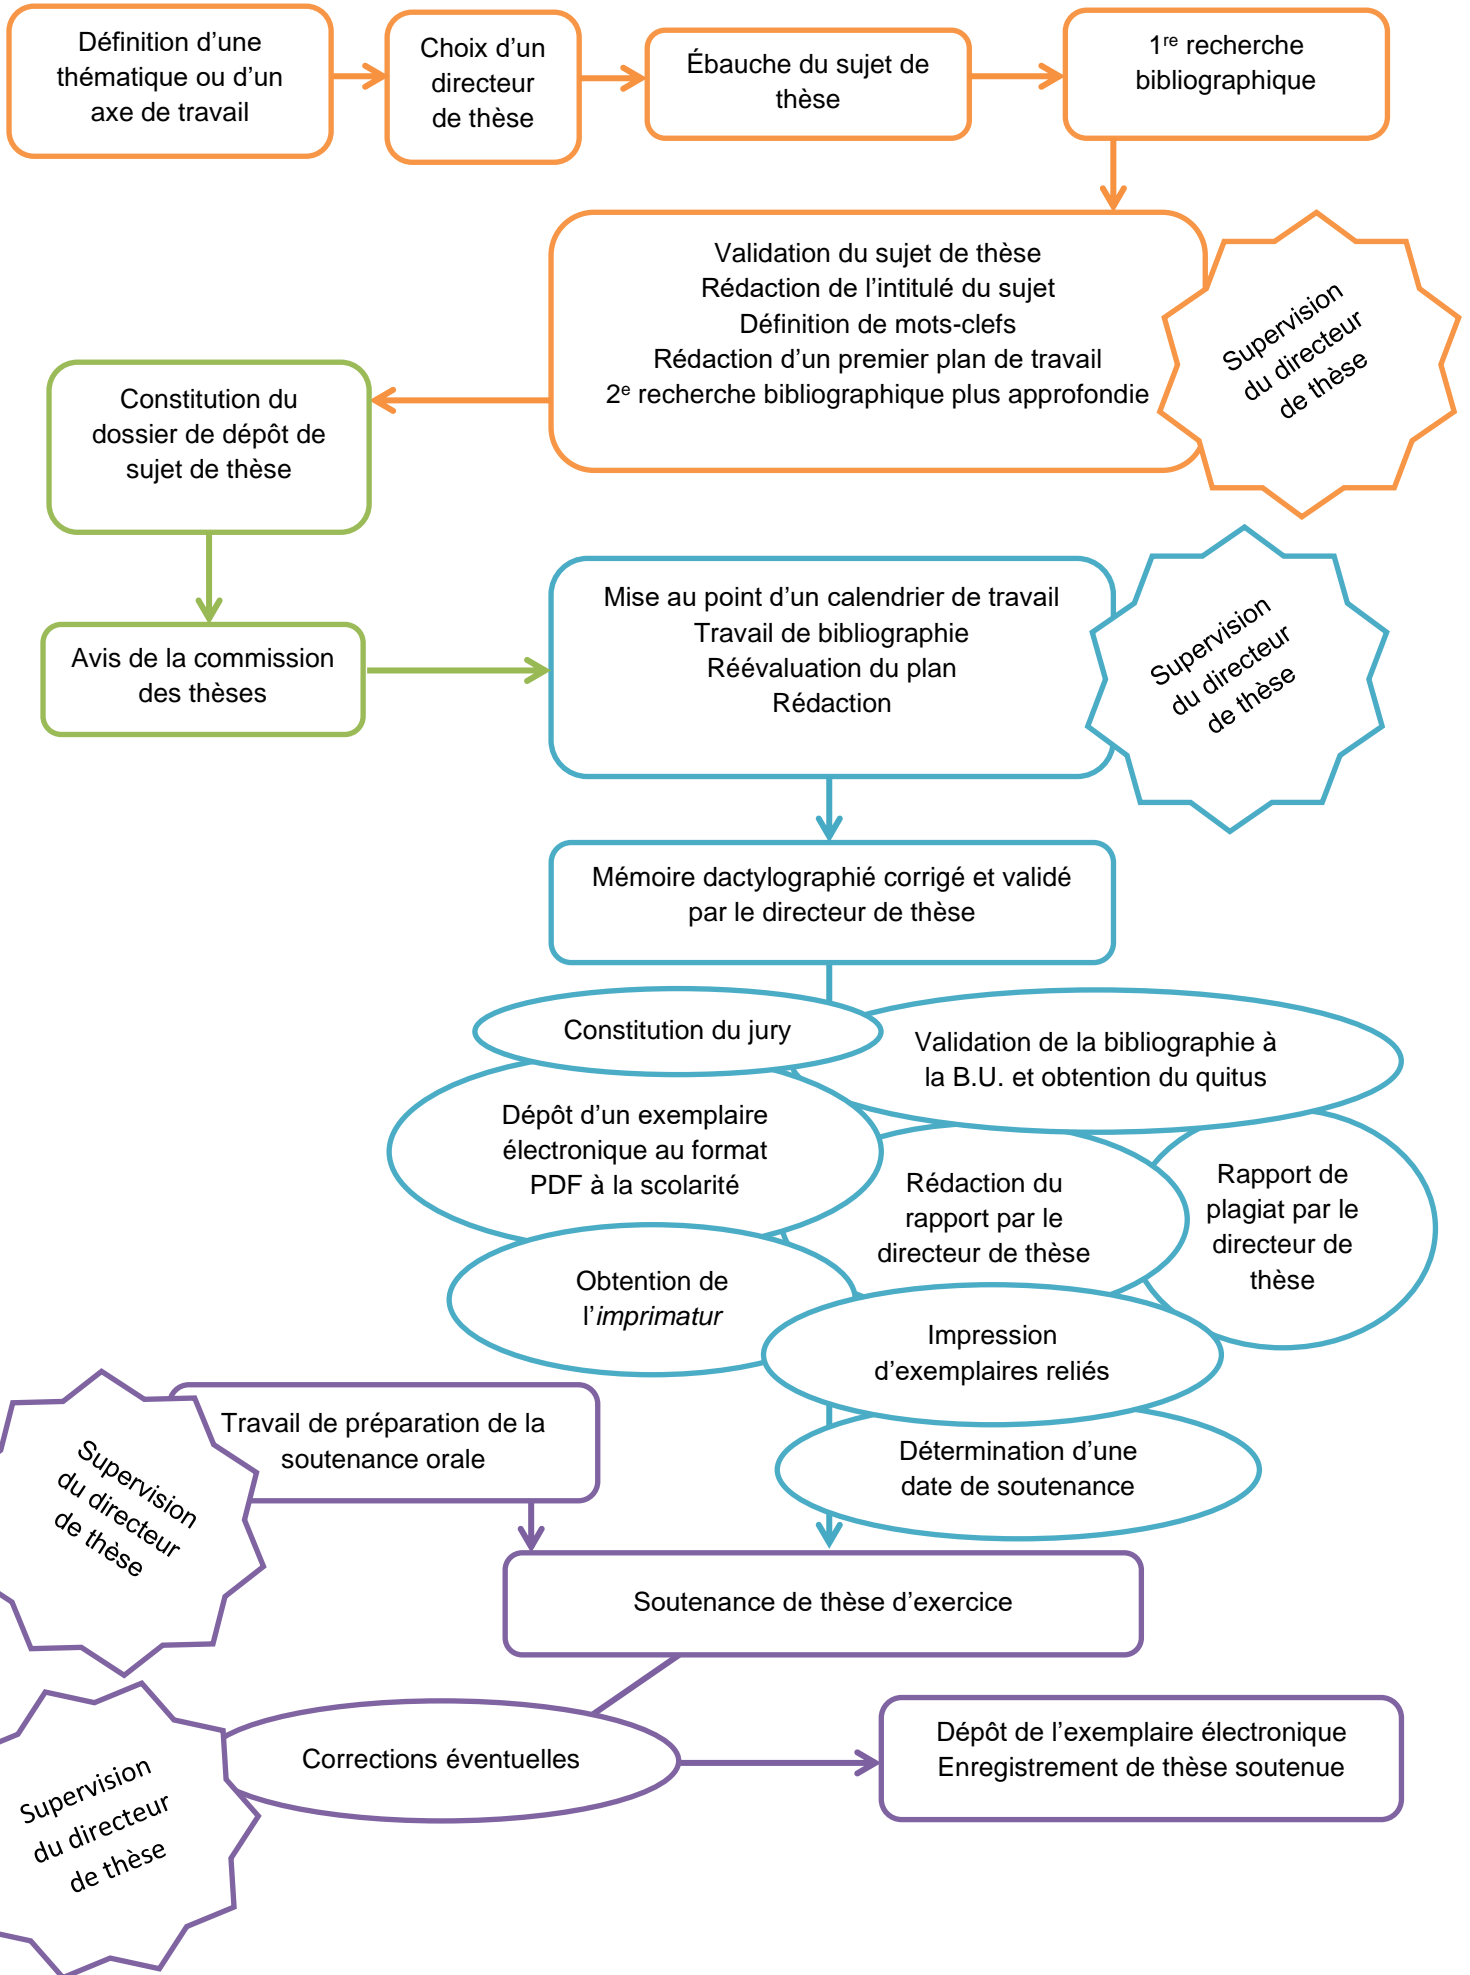 Définition d’une
thématique ou d’un
axe de travail
Choix d’un
directeur
de thèse
Ébauche du sujet de
thèse
1re recherche
bibliographique
Validation du sujet de thèse
Rédaction de l’intitulé du sujet
Définition de mots-clefs
Rédaction d’un premier plan de travail
2e recherche bibliographique plus approfondie
Supervision
du directeur
de thèse
Constitution du
dossier de dépôt de
sujet de thèse
Avis de la commission
des thèses
Mise au point d’un calendrier de travail
Travail de bibliographie
Réévaluation du plan
Rédaction
Supervision
du directeur
de thèse
Mémoire dactylographié corrigé et validé
par le directeur de thèse
Constitution du jury
Validation de la bibliographie à
la B.U. et obtention du quitus
Dépôt d’un exemplaire
électronique au format
PDF à la scolarité
Rédaction du
rapport par le
directeur de thèse
Rapport de
plagiat par le
directeur de
thèse
Obtention de
l’imprimatur
Impression
d’exemplaires reliés
Détermination d’une
date de soutenance
Travail de préparation de la
soutenance orale
Supervision
du directeur
de thèse
Soutenance de thèse d’exercice
Corrections éventuelles
Supervision
du directeur
de thèse
Dépôt de l’exemplaire électronique
Enregistrement de thèse soutenue